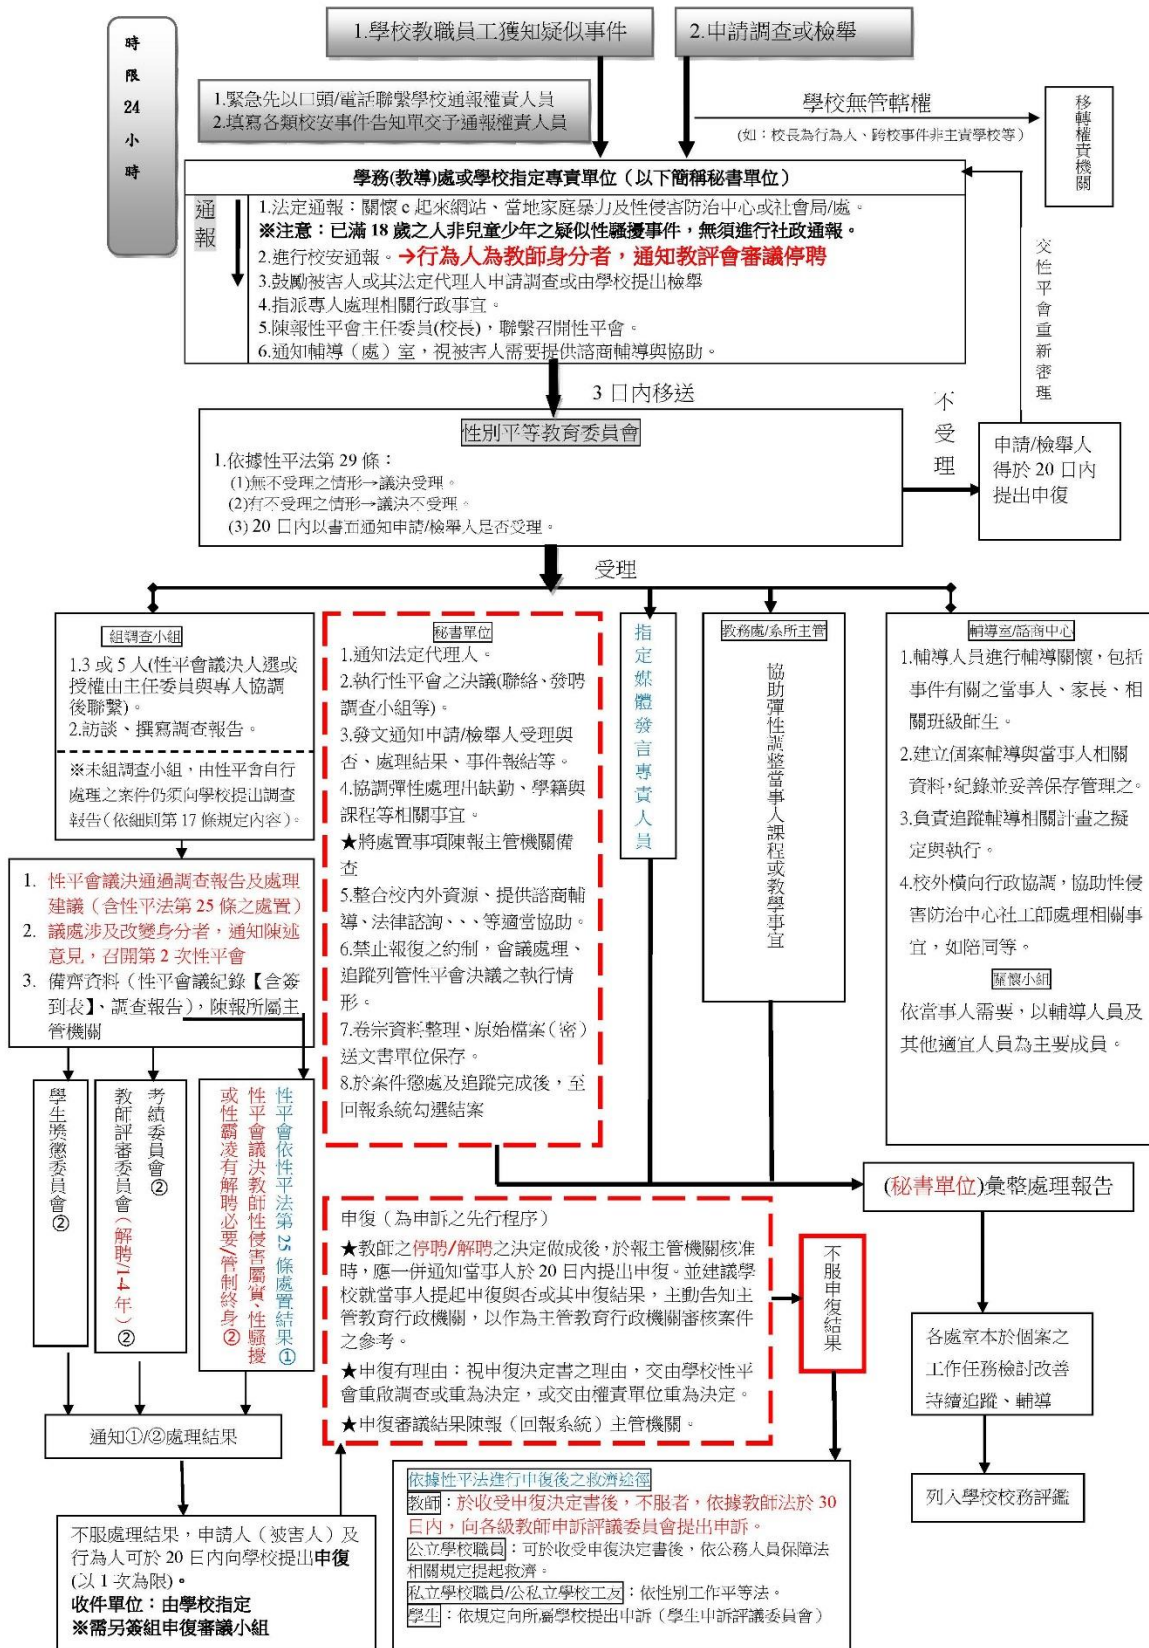 時
限
24
小
時
1.學校教職員工獲知疑似事件
2.申請調查或檢舉
1.緊急先以口頭/電話聯繫學校通報權責人員
2.填寫各類校安事件告知單交予通報權責人員
學校無管轄權
(如：校長為行為人、跨校事件非主責學校等)
移轉權責機關
學務(教導)處或學校指定專責單位（以下簡稱秘書單位）
通報
1.法定通報：關懷 e 起來網站、當地家庭暴力及性侵害防治中心或社會局/處。
※注意：已滿 18 歲之人非兒童少年之疑似性騷擾事件，無須進行社政通報。
2.進行校安通報。→行為人為教師身分者，通知教評會審議停聘
3.鼓勵被害人或其法定代理人申請調查或由學校提出檢舉
4.指派專人處理相關行政事宜。
5.陳報性平會主任委員(校長)，聯繫召開性平會。
6.通知輔導（處）室，視被害人需要提供諮商輔導與協助。
交性平會重新審理
3 日內移送
性別平等教育委員會
1.依據性平法第 29 條：
(1)無不受理之情形→議決受理。
(2)有不受理之情形→議決不受理。
(3) 20 日內以書面通知申請/檢舉人是否受理。
不受理
申請/檢舉人
得於 20 日內
提出申復
受理
組調查小組
1.3 或 5 人(性平會議決人選或
授權由主任委員與專人協調
後聯繫)。
2.訪談、撰寫調查報告。
※未組調查小組，由性平會自行
處理之案件仍須向學校提出調查
報告(依細則第 17 條規定內容)。
1. 性平會議決通過調查報告及處理
建議（含性平法第 25 條之處置）
2. 議處涉及改變身分者，通知陳述
意見，召開第 2 次性平會
3. 備齊資料（性平會議紀錄【含簽
到表】、調查報告），陳報所屬主
管機關
學生獎懲委員會②
考績委員會②
教師評審委員會（解聘/1-4 年）②
性平會依性平法第 25 條處置結果①
性平會議決教師性侵害屬實、性騷擾
或性霸凌有解聘必要/管制終身②
通知①/②處理結果
不服處理結果，申請人（被害人）及
行為人可於 20 日內向學校提出申復
(以 1 次為限)。
收件單位：由學校指定
※需另簽組申復審議小組
秘書單位
1.通知法定代理人。
2.執行性平會之決議(聯絡、發聘
調查小組等)。
3.發文通知申請/檢舉人受理與
否、處理結果、事件報結等。
4.協調彈性處理出缺勤、學籍與
課程等相關事宜。
★將處置事項陳報主管機關備
查
5.整合校內外資源、提供諮商輔
導、法律諮詢、、、等適當協助。
6.禁止報復之約制，會議處理、
追蹤列管性平會決議之執行情
形。
7.卷宗資料整理、原始檔案(密)
送文書單位保存。
8.於案件懲處及追蹤完成後，至
回報系統勾選結案
指定媒體發言專責人員
教務處/系所主管
協助彈性調整當事人課程或教學事宜
輔導室/諮商中心
1.輔導人員進行輔導關懷，包括
事件有關之當事人、家長、相
關班級師生。
2.建立個案輔導與當事人相關
資料,紀錄並妥善保存管理之。
3.負責追蹤輔導相關計畫之擬
定與執行。
4.校外橫向行政協調，協助性侵
害防治中心社工師處理相關事
宜，如陪同等。
關懷小組
依當事人需要，以輔導人員及
其他適宜人員為主要成員。
(秘書單位)彙整處理報告
各處室本於個案之
工作任務檢討改善
持續追蹤、輔導
列入學校校務評鑑
申復（為申訴之先行程序）
★教師之停聘/解聘之決定做成後，於報主管機關核准
時，應一併通知當事人於 20 日內提出申復。並建議學
校就當事人提起申復與否或其申復結果，主動告知主
管教育行政機關，以作為主管教育行政機關審核案件
之參考。
★申復有理由：視申復決定書之理由，交由學校性平
會重啟調查或重為決定，或交由權責單位重為決定。
★申復審議結果陳報（回報系統）主管機關。
不服申復結果
依據性平法進行申復後之救濟途徑
教師：於收受申復決定書後，不服者，依據教師法於 30
日內，向各級教師申訴評議委員會提出申訴。
公立學校職員：可於收受申復決定書後，依公務人員保障法
相關規定提起救濟。
私立學校職員/公私立學校工友：依性別工作平等法。
學生：依規定向所屬學校提出申訴（學生申訴評議委員會）